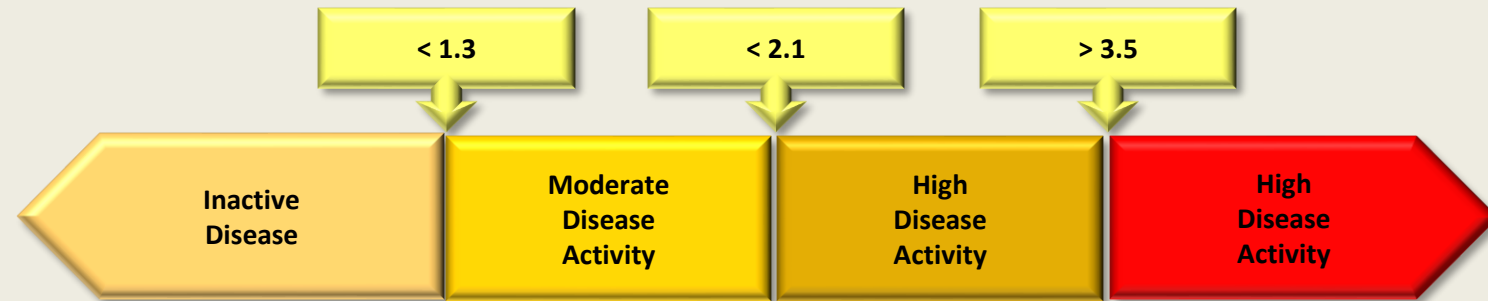 < 1.3
< 2.1
> 3.5
Inactive
Disease
Moderate
Disease
Activity
High
Disease
Activity
High
Disease
Activity